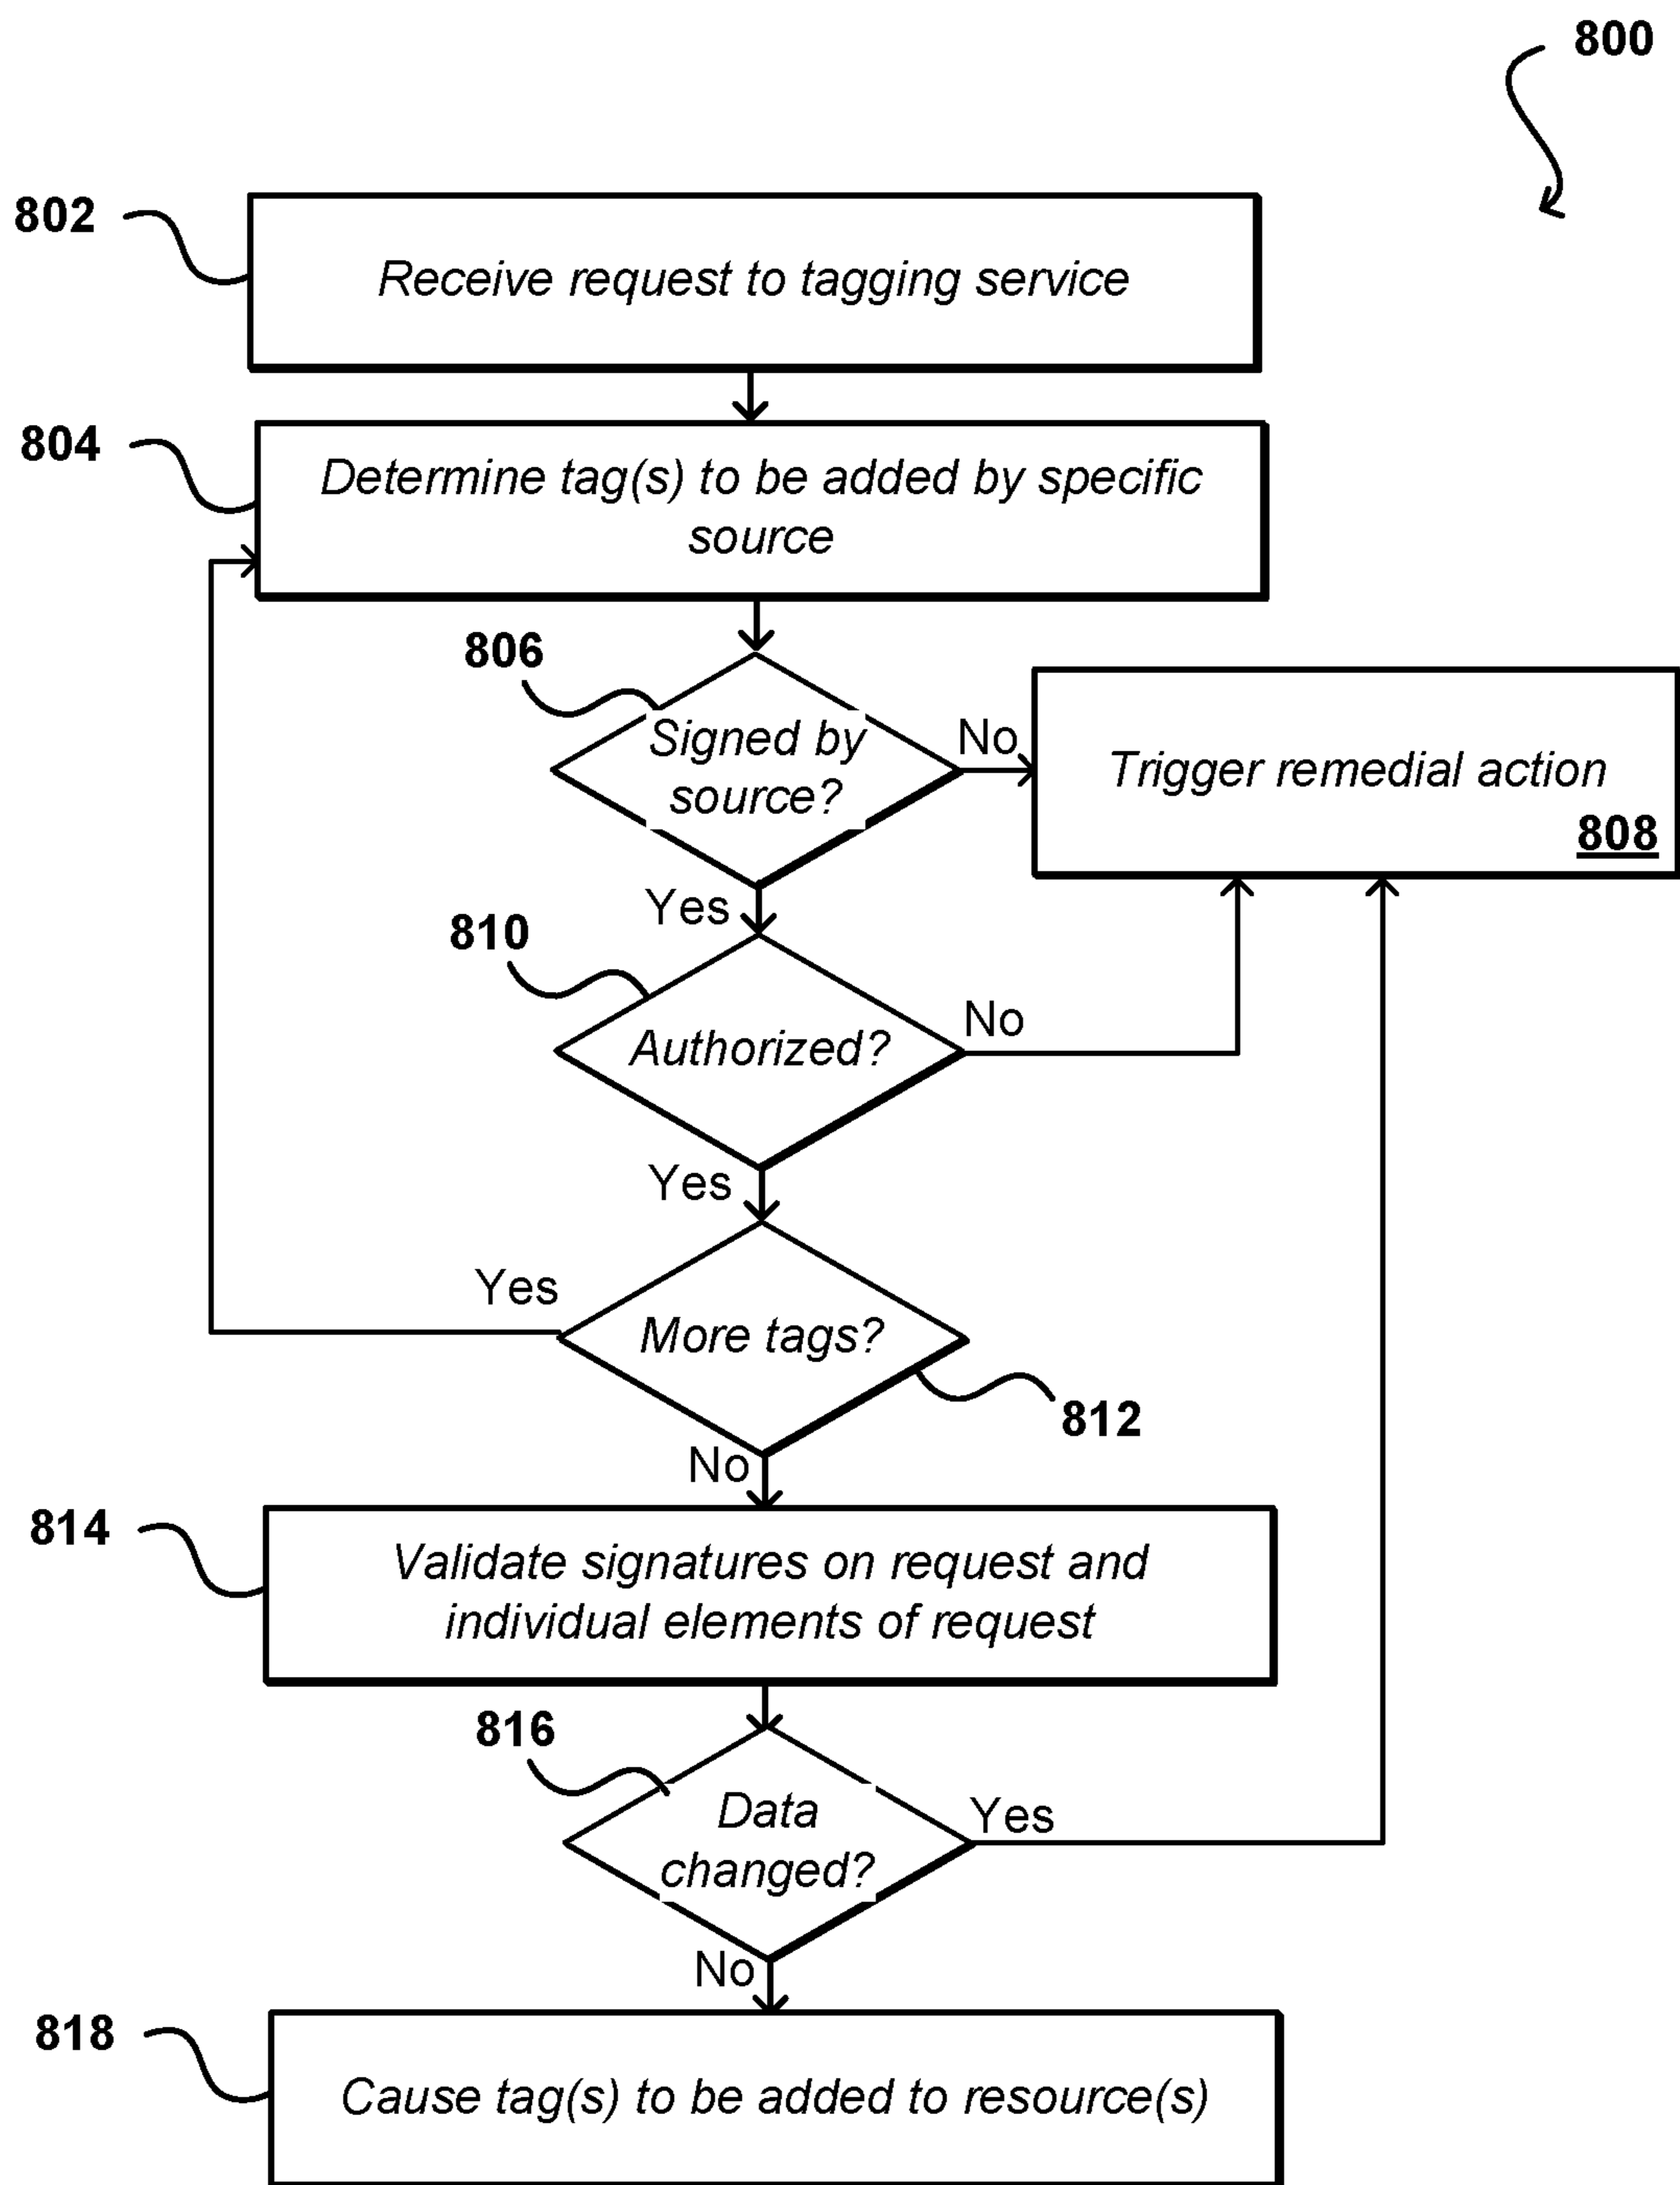 800
802
Receive request to tagging service
804
Determine tag(s) to be added by specific
source
806
Signed by
source?
No
Trigger remedial action
808
Yes
810
Authorized?
No
Yes
Yes
More tags?
812
No
814
Validate signatures on request and
individual elements of request
816
Data
changed?
Yes
No
818
Cause tag(s) to be added to resource(s)